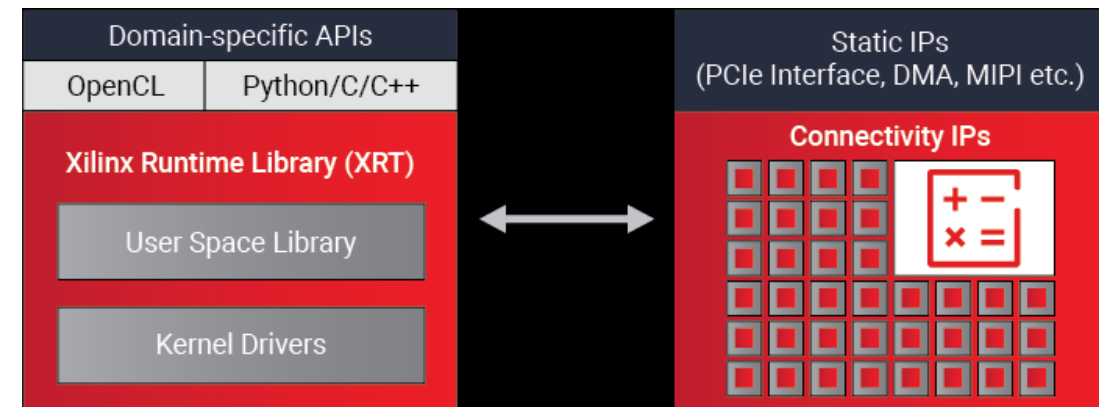 Domain-specific APIs
OpenCL
Python/C/C++
Xilinx Runtime Library (XRT)
User Space Library
Kernel Drivers
Static IPs
(PCIe Interface, DMA, MIPI etc.)
Connectivity IPs
+ −
× =